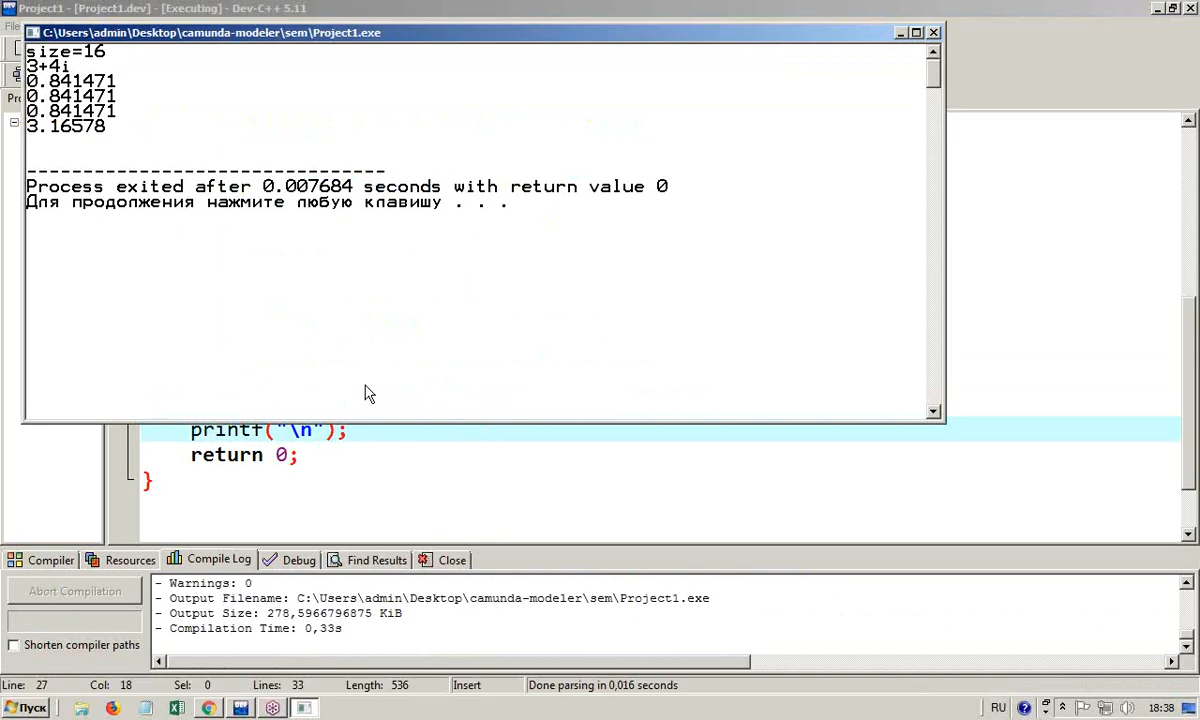 Project1 - [Project1.dev] - [Executing] - Dev-C++ 5.11
C:\Users\admin\Desktop\camunda-modeler\sem\Project1.exe
size=16
3+4i
0.841471
0.841471
0.841471
3.16578
--------------------------------
Process exited after 0.007684 seconds with return value 0
Для продолжения нажмите любую клавишу . . .
printf("\n");
return 0;
}
Compiler Resources Compile Log Debug Find Results Close
Abort Compilation
Shorten compiler paths
- Warnings: 0
- Output Filename: C:\Users\admin\Desktop\camunda-modeler\sem\Project1.exe
- Output Size: 278,5966796875 KiB
- Compilation Time: 0,33s
Line: 27 Col: 18 Sel: 0 Lines: 33 Length: 536 Insert Done parsing in 0,016 seconds
Пуск RU 18:38